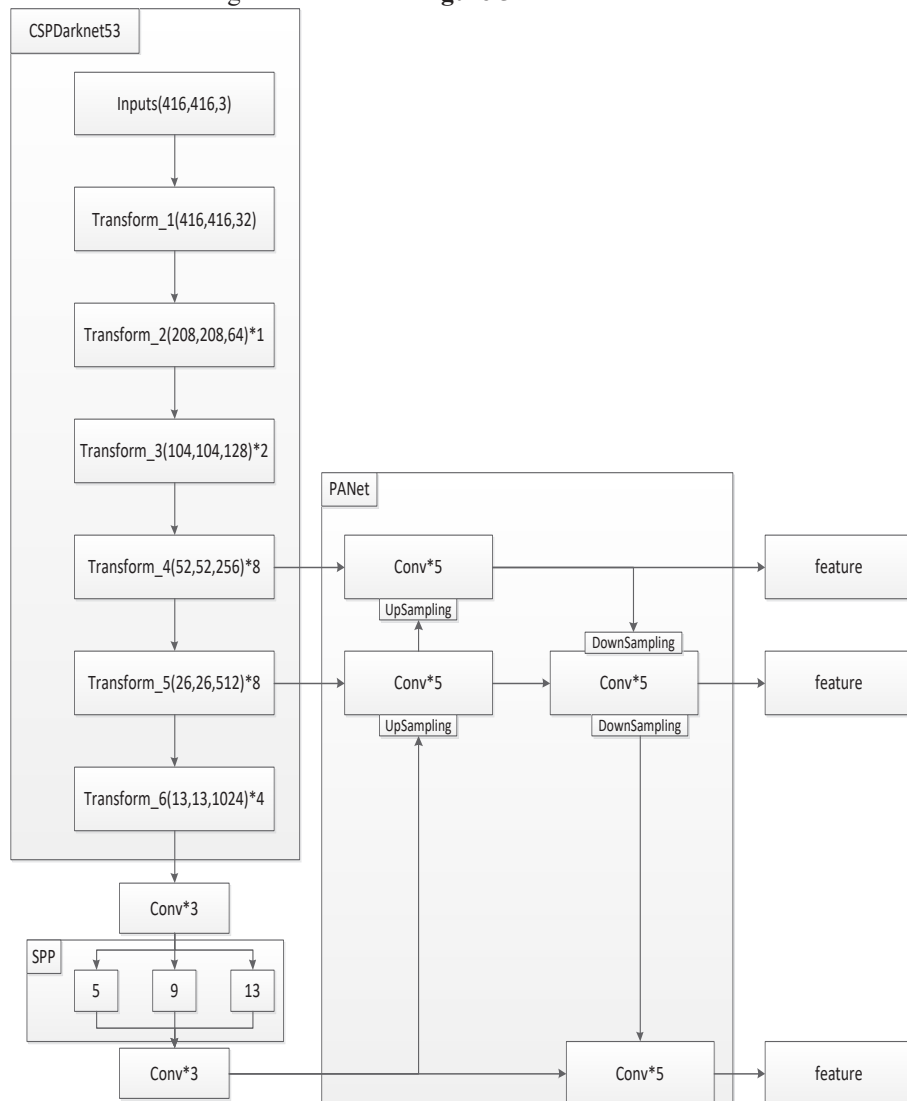 CSPDarknet53
Inputs(416,416,3)
Transform_1(416,416,32)
Transform_2(208,208,64)*1
Transform_3(104,104,128)*2
PANet
Transform_4(52,52,256)*8
Conv*5
feature
UpSampling
DownSampling
Transform_5(26,26,512)*8
Conv*5
Conv*5
feature
UpSampling
DownSampling
Transform_6(13,13,1024)*4
Conv*3
SPP
5
9
13
Conv*3
Conv*5
feature